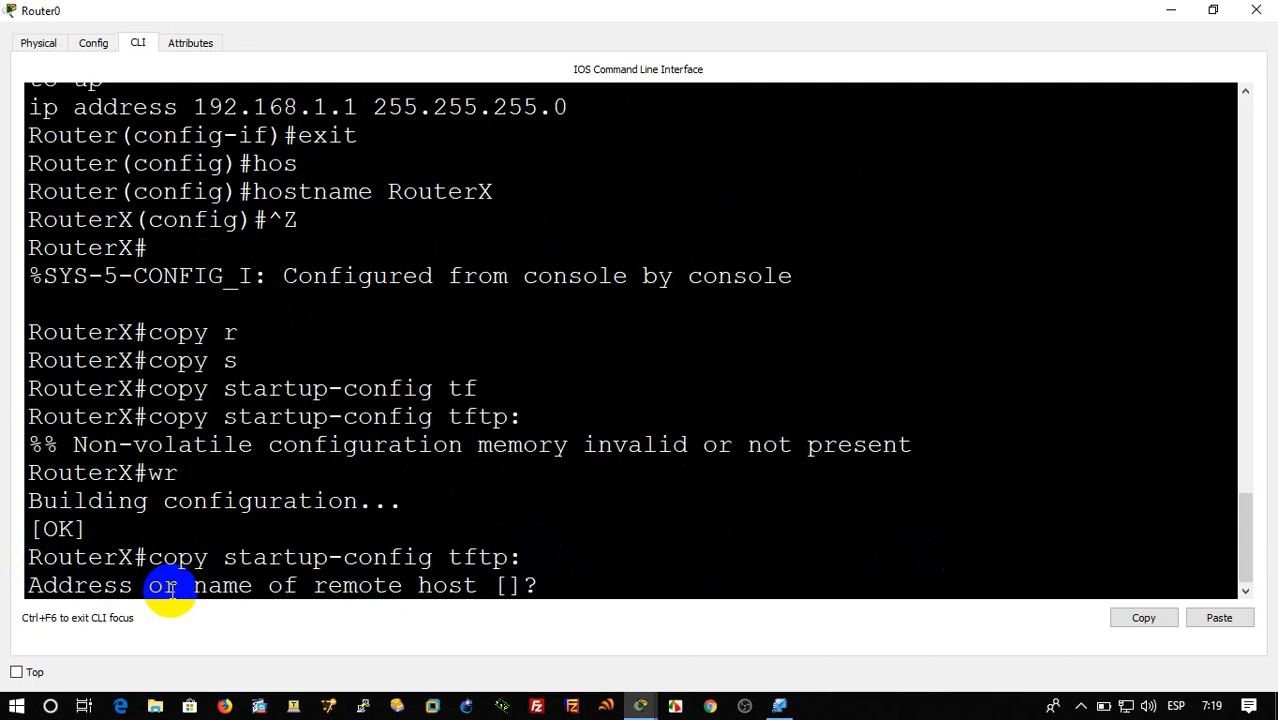 Router0
Physical Config CLI Attributes
IOS Command Line Interface
to up
ip address 192.168.1.1 255.255.255.0
Router(config-if)#exit
Router(config)#hos
Router(config)#hostname RouterX
RouterX(config)#^Z
RouterX#
%SYS-5-CONFIG_I: Configured from console by console
RouterX#copy r
RouterX#copy s
RouterX#copy startup-config tf
RouterX#copy startup-config tftp:
%% Non-volatile configuration memory invalid or not present
RouterX#wr
Building configuration...
[OK]
RouterX#copy startup-config tftp:
Address or name of remote host []?
Ctrl+F6 to exit CLI focus
Copy Paste
Top
ESP 7:19